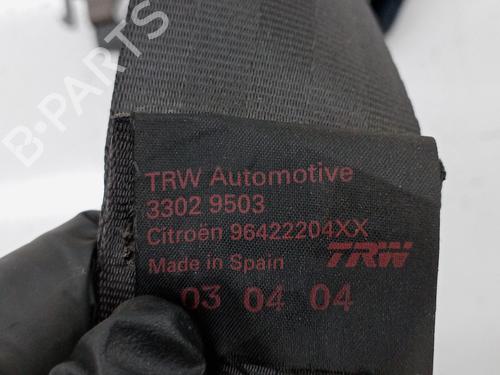 B-PARTS
TRW Automotive
3302 9503
Citroën 96422204XX
Made in Spain TRW
03 04 04